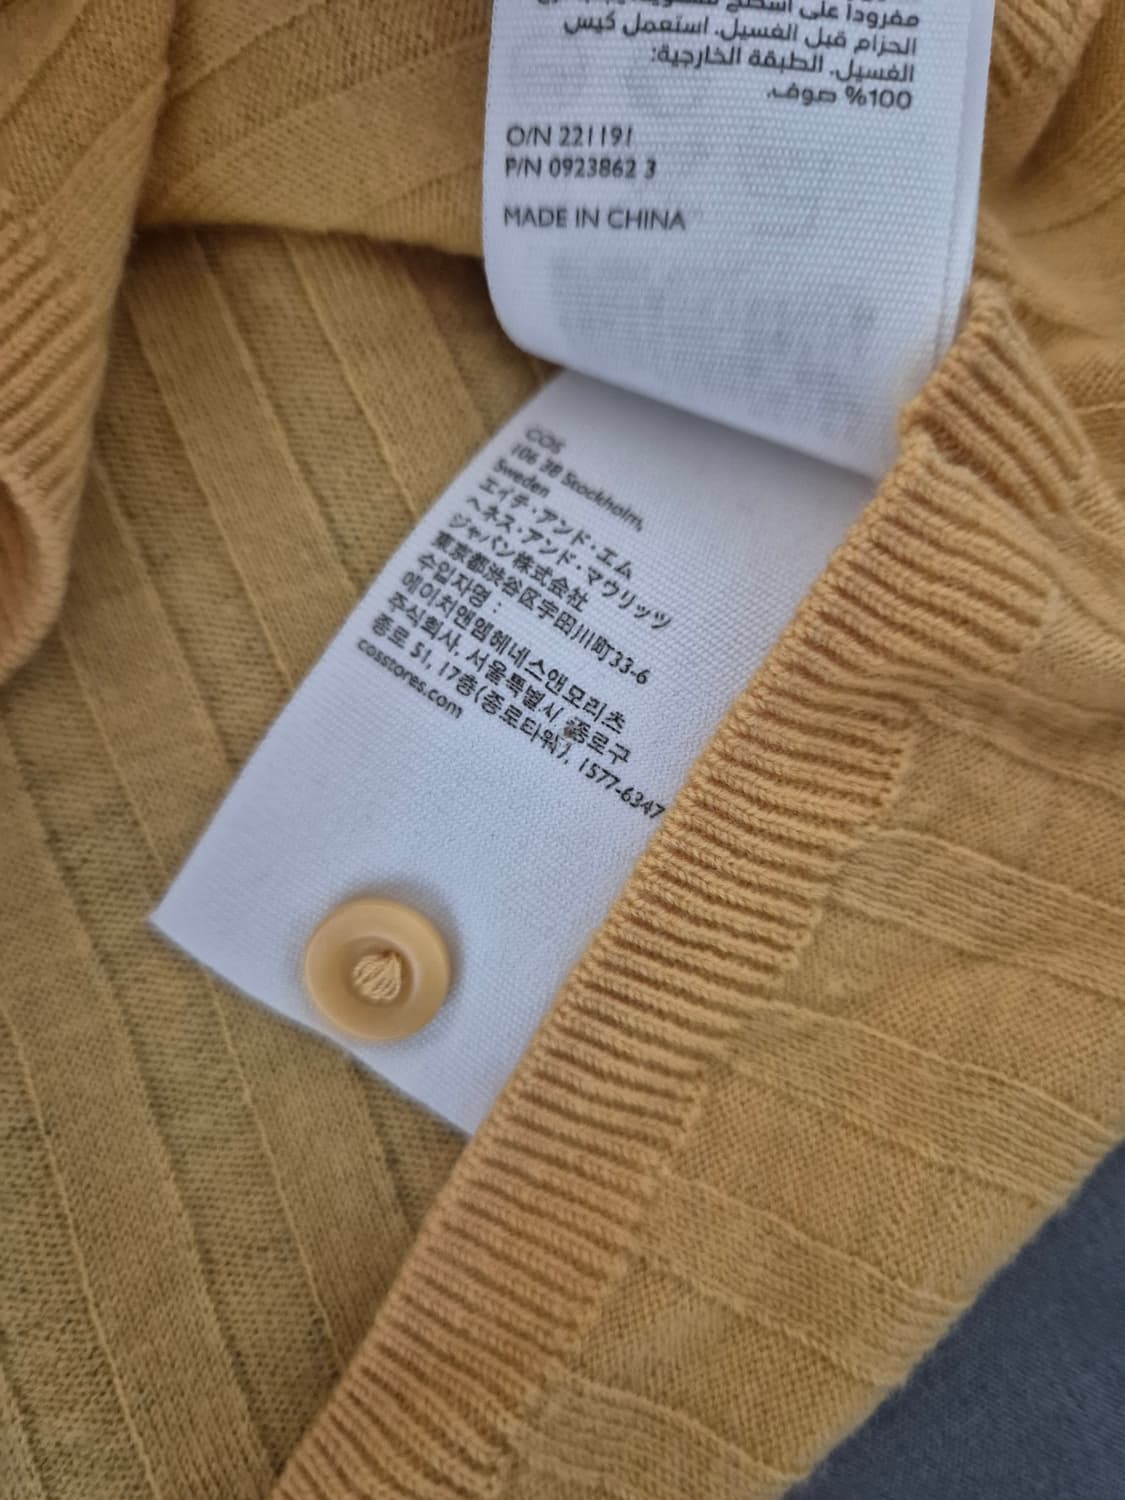 مفروداً على أسطح مستوية
الحزام قبل الغسيل. استعمل كيس
الغسيل. الطبقة الخارجية:
100% صوف.
O/N 221191
P/N 0923862 3
MADE IN CHINA
COS
106 38 Stockholm,
Sweden
エイチ・アンド・エム
ヘネス・アンド・マウリッツ
ジャパン株式会社
東京都渋谷区宇田川町33-6
수입자명 :
에이치앤엠헤네스앤모리츠
주식회사, 서울특별시 종로구
종로 51, 17층(종로타워), 1577-6347
cosstores.com